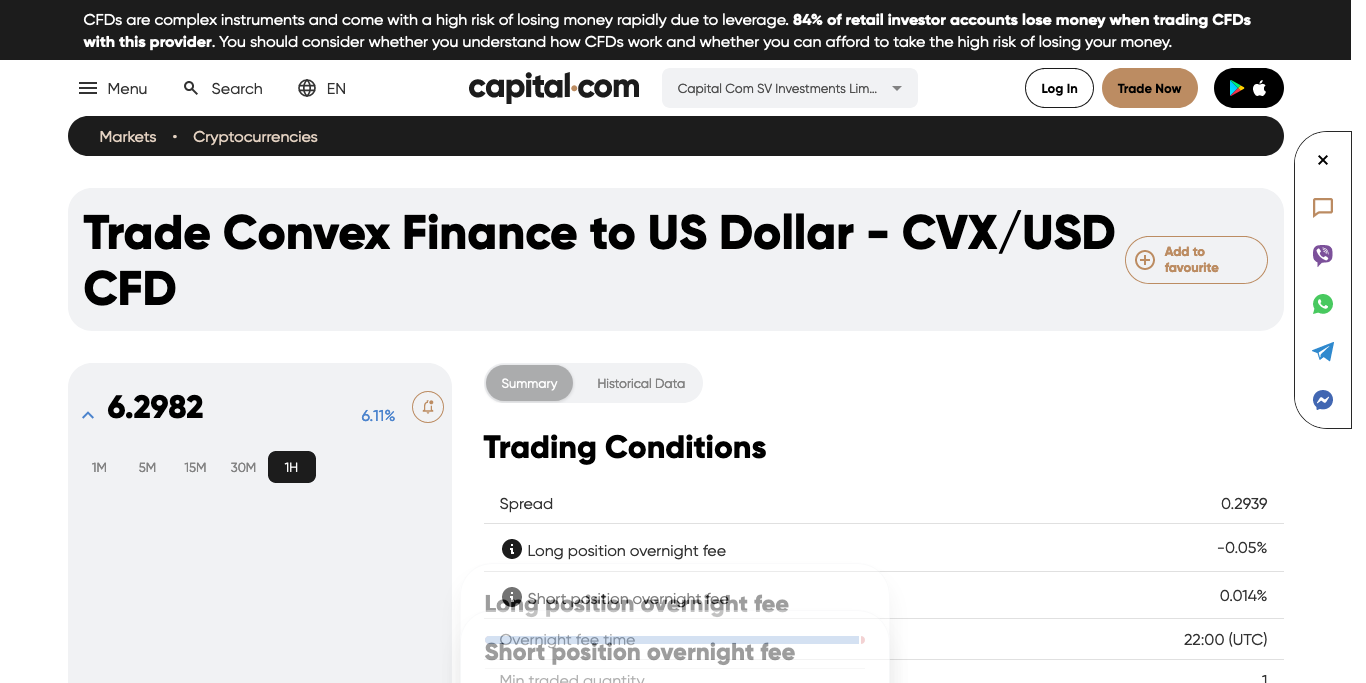 CFDs are complex instruments and come with a high risk of losing money rapidly due to leverage. 84% of retail investor accounts lose money when trading CFDs
with this provider. You should consider whether you understand how CFDs work and whether you can afford to take the high risk of losing your money.
Menu
Search
EN
capital.com
Capital Com SV Investments Lim...
Log In
Trade Now
Markets • Cryptocurrencies
Trade Convex Finance to US Dollar - CVX/USD
CFD
Add to
favourite
6.2982
6.11%
1M 5M 15M 30M 1H
Summary
Historical Data
Trading Conditions
Spread 0.2939
Long position overnight fee -0.05%
Short position overnight fee 0.014%
Long position overnight fee
Overnight fee time 22:00 (UTC)
Short position overnight fee
Min traded quantity 1